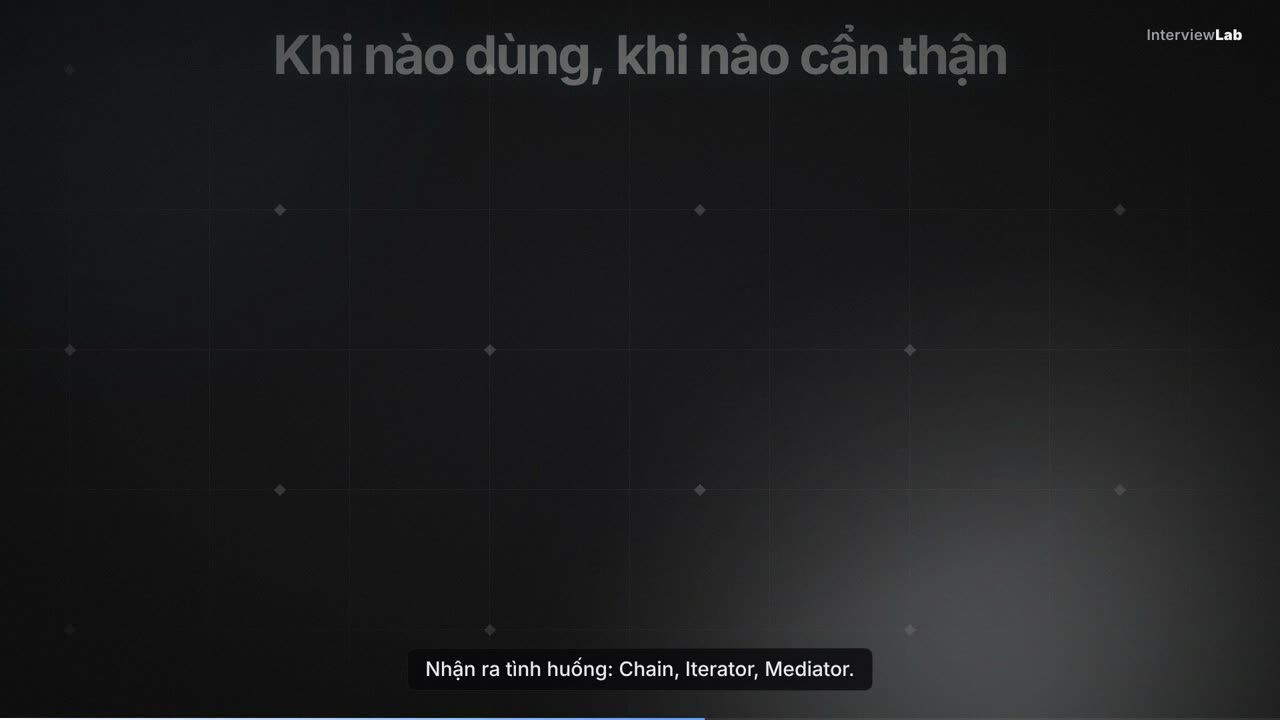 Khi nào dùng, khi nào cẩn thận
InterviewLab
Nhận ra tình huống: Chain, Iterator, Mediator.